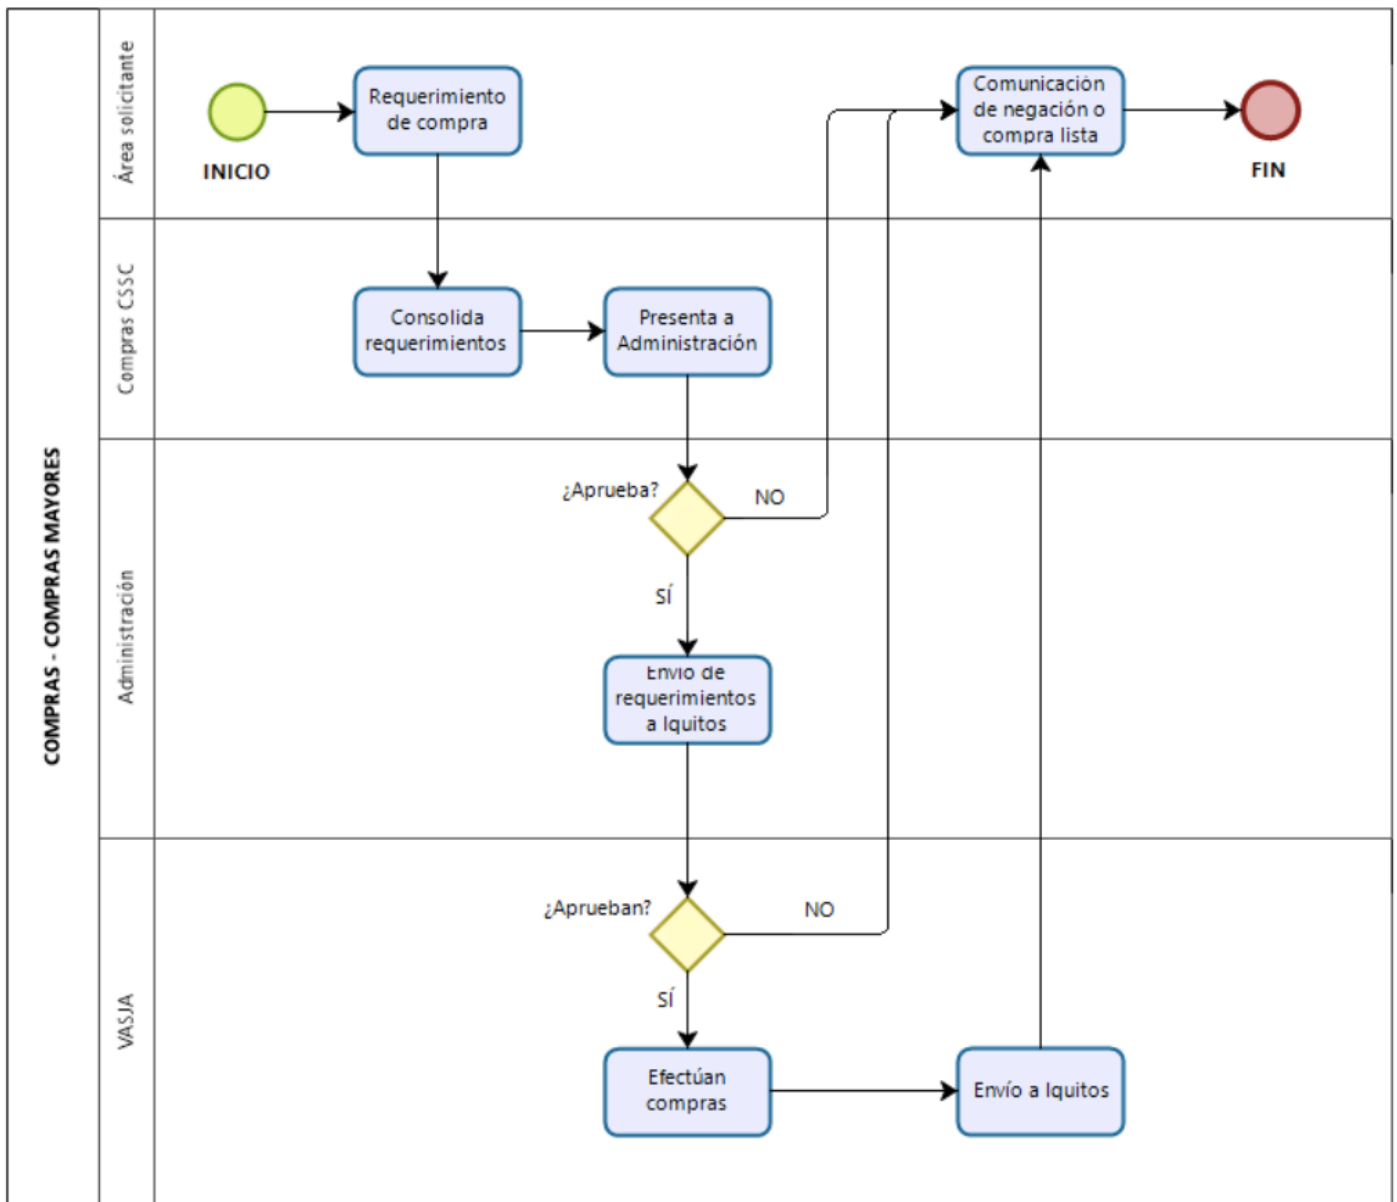 COMPRAS - COMPRAS MAYORES
Área solicitante
INICIO
Requerimiento
de compra
Comunicación
de negación o
compra lista
FIN
Compras CSSC
Consolida
requerimientos
Presenta a
Administración
Administración
¿Aprueba?
NO
SÍ
Envío de
requerimientos
a Iquitos
VASJA
¿Aprueban?
NO
SÍ
Efectúan
compras
Envío a Iquitos